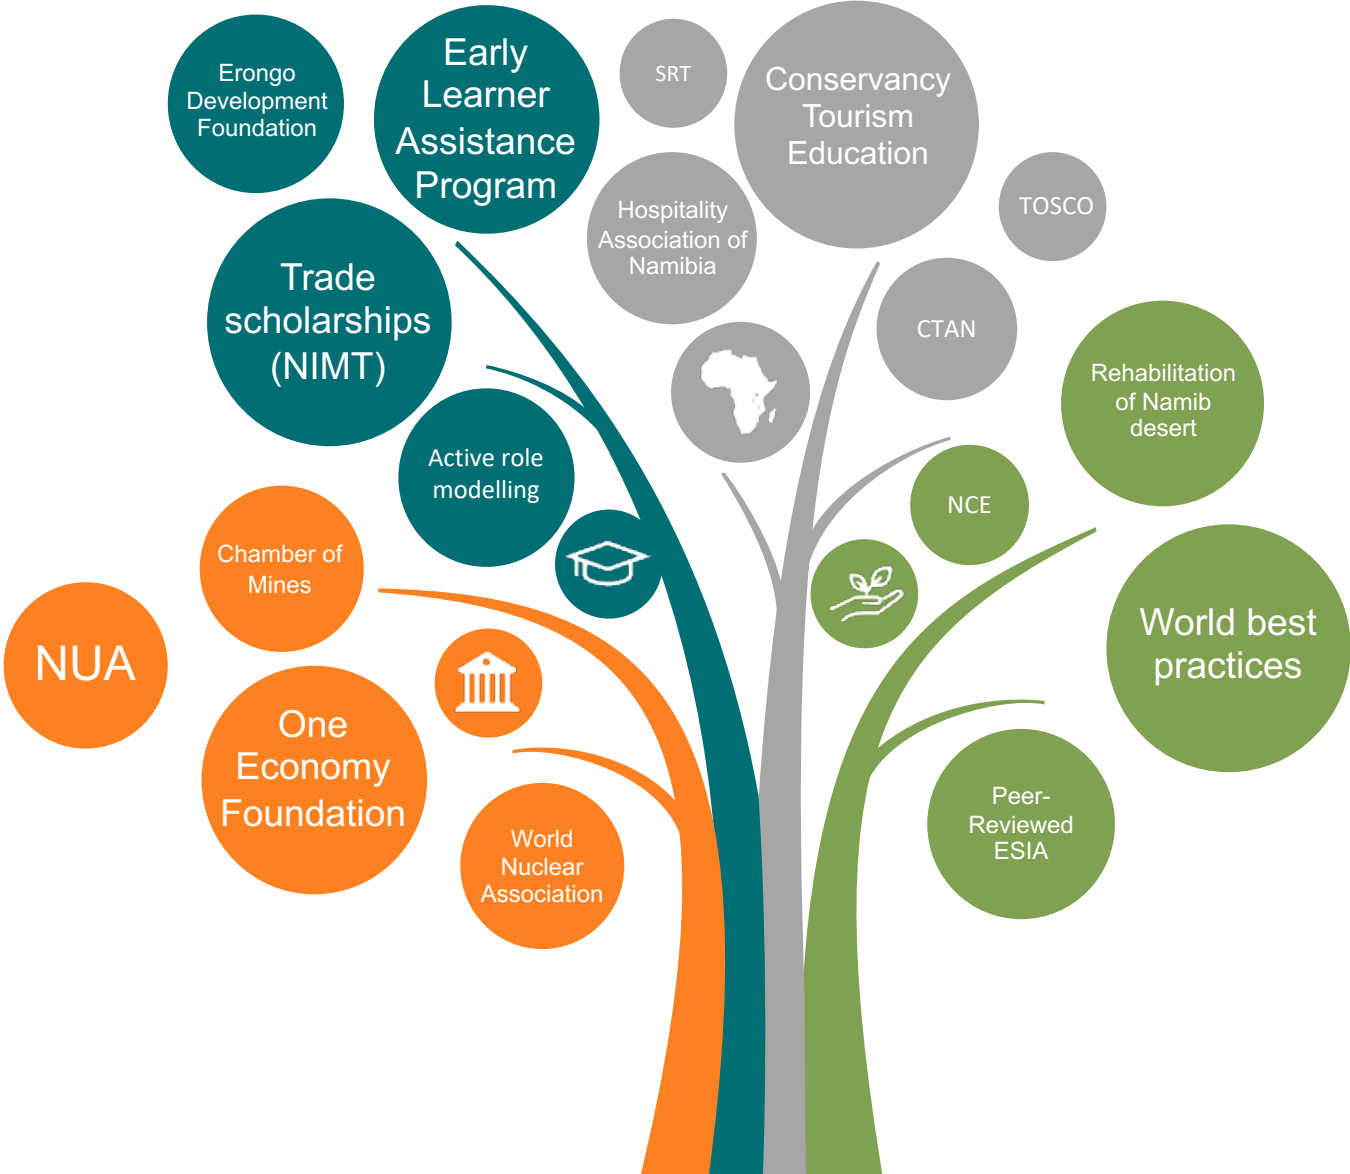 Erongo
Development
Foundation
Early
Learner
Assistance
Program
SRT
Conservancy
Tourism
Education
Hospitality
Association of
Namibia
TOSCO
Trade
scholarships
(NIMT)
CTAN
Rehabilitation
of Namib
desert
Active role
modelling
NCE
Chamber of
Mines
NUA
World best
practices
One
Economy
Foundation
World
Nuclear
Association
Peer-
Reviewed
ESIA